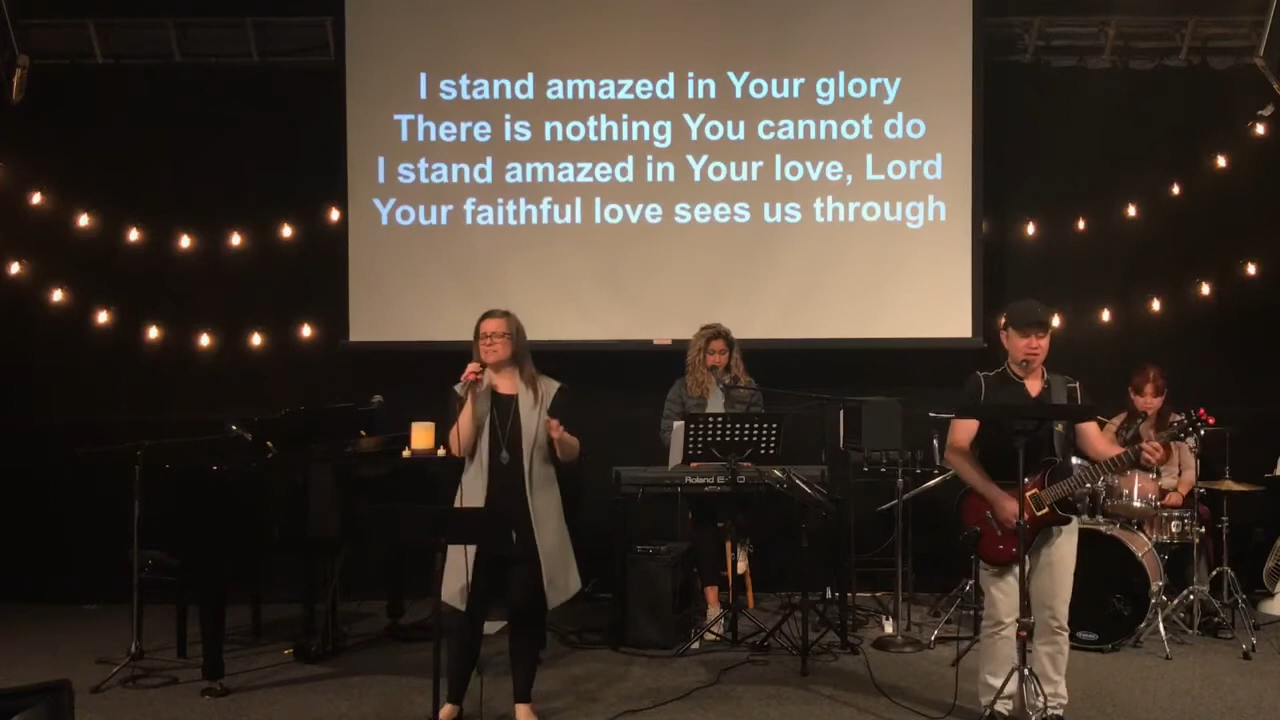 I stand amazed in Your glory
There is nothing You cannot do
I stand amazed in Your love, Lord
Your faithful love sees us through
Roland